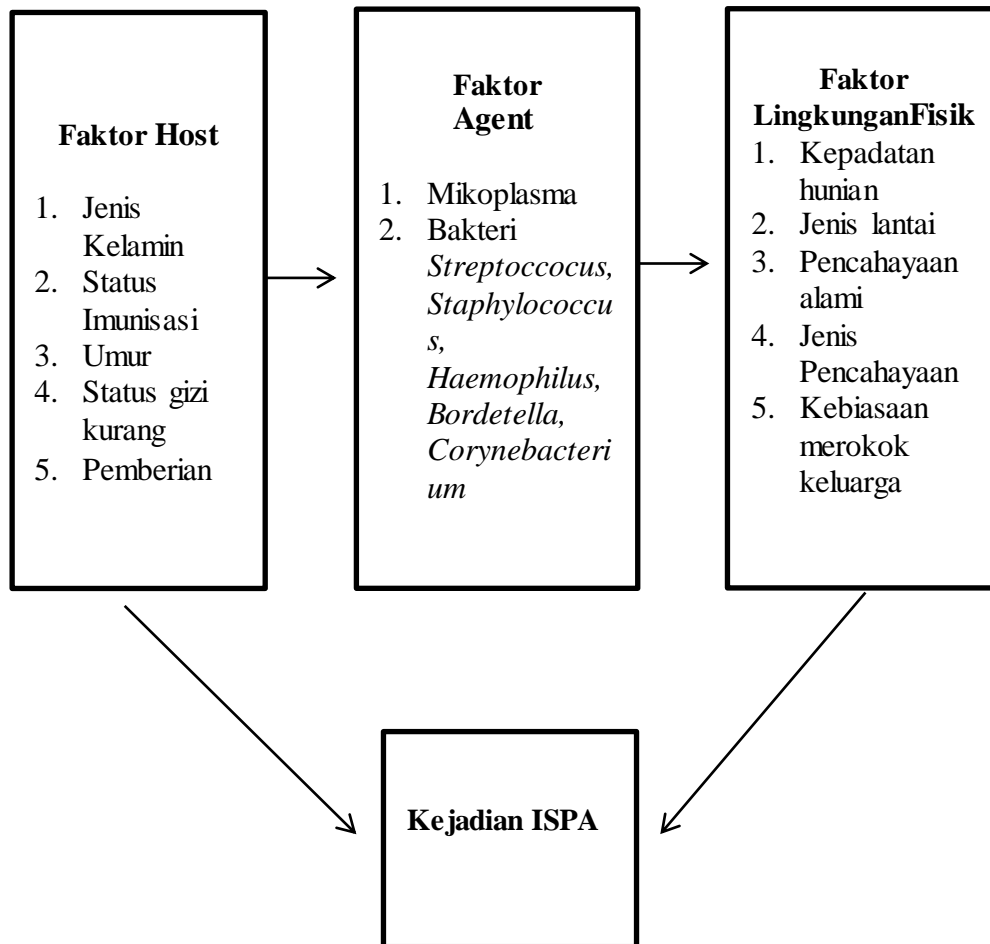 Faktor Host
1. Jenis
Kelamin
2. Status
Imunisasi
3. Umur
4. Status gizi
kurang
5. Pemberian
Faktor
Agent
1. Mikoplasma
2. Bakteri
Streptoccocus,
Staphylococcu
s,
Haemophilus,
Bordetella,
Corynebacteri
um
Faktor
LingkunganFisik
1. Kepadatan
hunian
2. Jenis lantai
3. Pencahayaan
alami
4. Jenis
Pencahayaan
5. Kebiasaan
merokok
keluarga
Kejadian ISPA